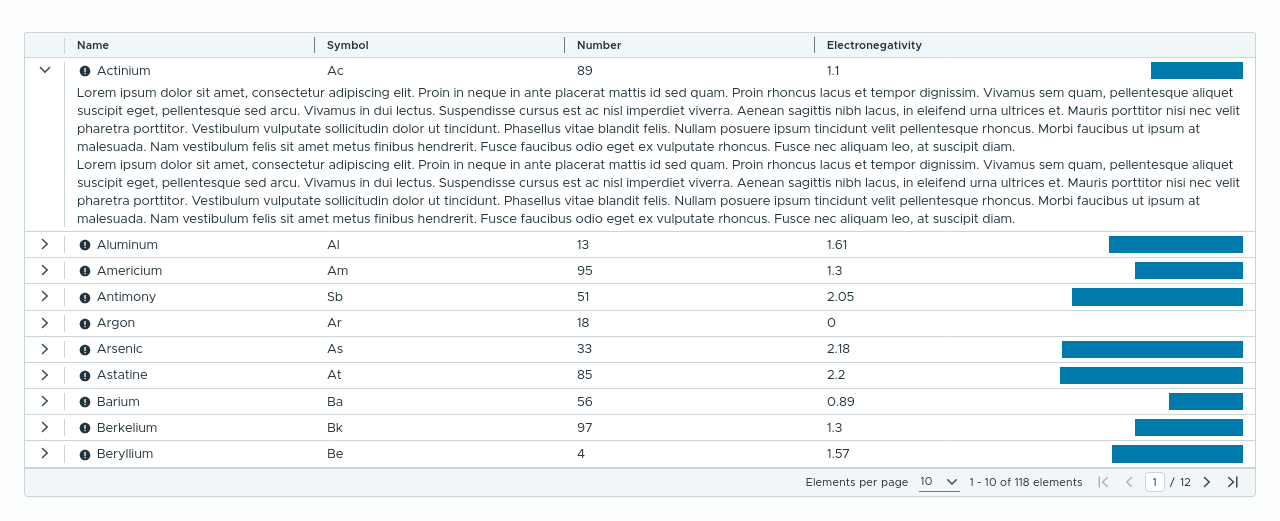 Name Symbol Number Electronegativity
Actinium Ac 89 1.1
Lorem ipsum dolor sit amet, consectetur adipiscing elit. Proin in neque in ante placerat mattis id sed quam. Proin rhoncus lacus et tempor dignissim. Vivamus sem quam, pellentesque aliquet
suscipit eget, pellentesque sed arcu. Vivamus in dui lectus. Suspendisse cursus est ac nisl imperdiet viverra. Aenean sagittis nibh lacus, in eleifend urna ultrices et. Mauris porttitor nisi nec velit
pharetra porttitor. Vestibulum vulputate sollicitudin dolor ut tincidunt. Phasellus vitae blandit felis. Nullam posuere ipsum tincidunt velit pellentesque rhoncus. Morbi faucibus ut ipsum at
malesuada. Nam vestibulum felis sit amet metus finibus hendrerit. Fusce faucibus odio eget ex vulputate rhoncus. Fusce nec aliquam leo, at suscipit diam.
Lorem ipsum dolor sit amet, consectetur adipiscing elit. Proin in neque in ante placerat mattis id sed quam. Proin rhoncus lacus et tempor dignissim. Vivamus sem quam, pellentesque aliquet
suscipit eget, pellentesque sed arcu. Vivamus in dui lectus. Suspendisse cursus est ac nisl imperdiet viverra. Aenean sagittis nibh lacus, in eleifend urna ultrices et. Mauris porttitor nisi nec velit
pharetra porttitor. Vestibulum vulputate sollicitudin dolor ut tincidunt. Phasellus vitae blandit felis. Nullam posuere ipsum tincidunt velit pellentesque rhoncus. Morbi faucibus ut ipsum at
malesuada. Nam vestibulum felis sit amet metus finibus hendrerit. Fusce faucibus odio eget ex vulputate rhoncus. Fusce nec aliquam leo, at suscipit diam.
Aluminum Al 13 1.61
Americium Am 95 1.3
Antimony Sb 51 2.05
Argon Ar 18 0
Arsenic As 33 2.18
Astatine At 85 2.2
Barium Ba 56 0.89
Berkelium Bk 97 1.3
Beryllium Be 4 1.57
Elements per page 10 1 - 10 of 118 elements 1 / 12